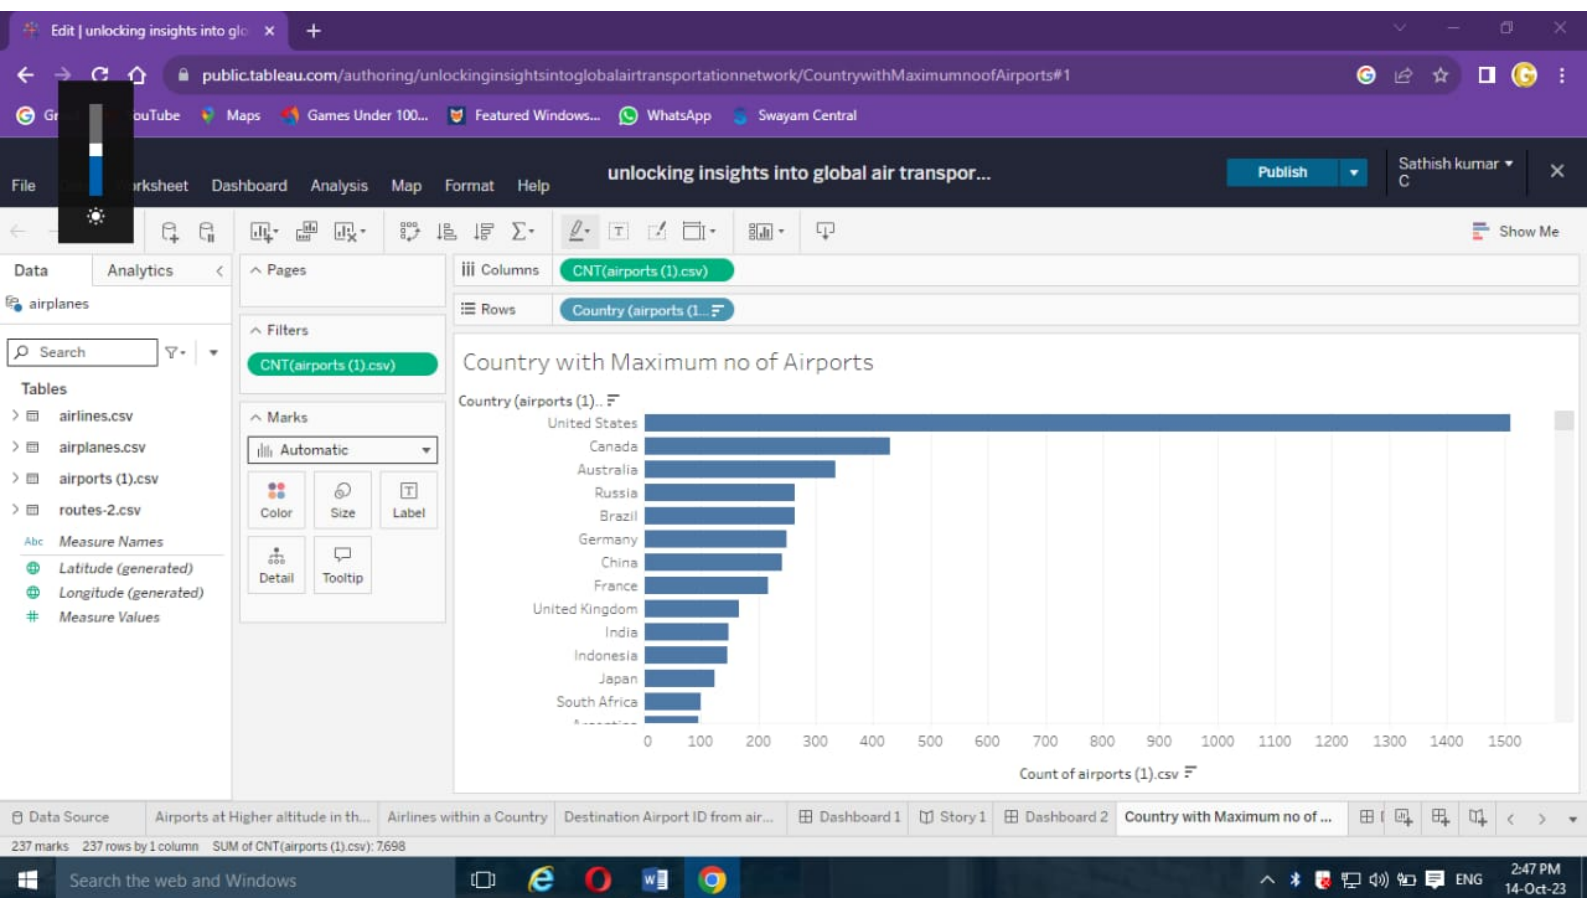 Edit | unlocking insights into glo
public.tableau.com/authoring/unlockinginsightsintoglobalairtransportationnetwork/CountrywithMaximumnoofAirports#1
YouTube Maps Games Under 100... Featured Windows... WhatsApp Swayam Central
File Worksheet Dashboard Analysis Map Format Help
unlocking insights into global air transpor...
Publish
Sathish kumar
C
Show Me
Data Analytics
airplanes
Search
Tables
airlines.csv
airplanes.csv
airports (1).csv
routes-2.csv
Abc Measure Names
Latitude (generated)
Longitude (generated)
# Measure Values
Pages
Filters
CNT(airports (1).csv)
Marks
Automatic
Color Size Label
Detail Tooltip
Columns CNT(airports (1).csv)
Rows Country (airports (1...
Country with Maximum no of Airports
Country (airports (1)..
United States
Canada
Australia
Russia
Brazil
Germany
China
France
United Kingdom
India
Indonesia
Japan
South Africa
0 100 200 300 400 500 600 700 800 900 1000 1100 1200 1300 1400 1500
Count of airports (1).csv
Data Source Airports at Higher altitude in th... Airlines within a Country Destination Airport ID from air... Dashboard 1 Story 1 Dashboard 2 Country with Maximum no of ...
237 marks 237 rows by 1 column SUM of CNT(airports (1).csv): 7,698
Search the web and Windows
ENG
2:47 PM
14-Oct-23